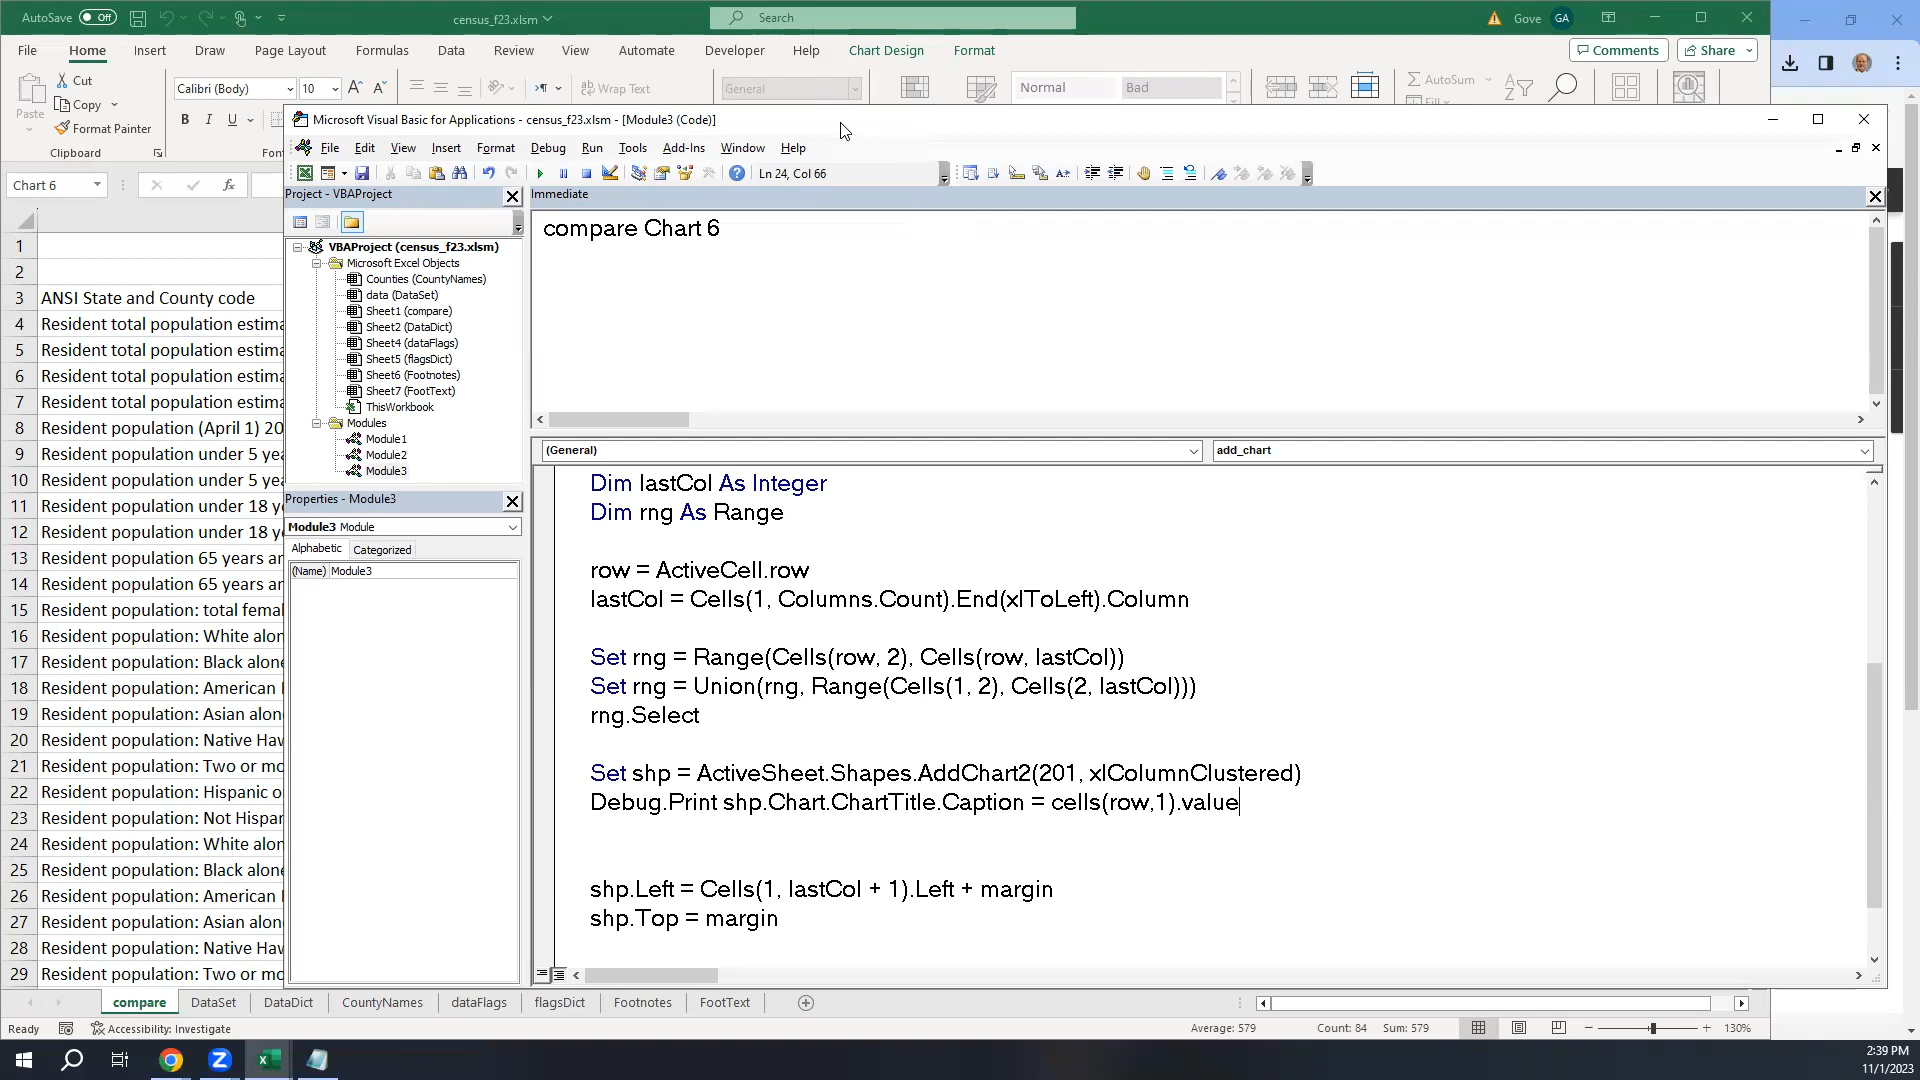 AutoSave Off census_f23.xlsm Search Gove GA
File Home Insert Draw Page Layout Formulas Data Review View Automate Developer Help Chart Design Format Comments Share
Paste Cut Calibri (Body) 10 Wrap Text General Normal Bad AutoSum
Copy
Format Painter B I U
Clipboard
Chart 6 fx
Microsoft Visual Basic for Applications - census_f23.xlsm - [Module3 (Code)]
File Edit View Insert Format Debug Run Tools Add-Ins Window Help
Ln 24, Col 66
Project - VBAProject
VBAProject (census_f23.xlsm)
Microsoft Excel Objects
Counties (CountyNames)
data (DataSet)
Sheet1 (compare)
Sheet2 (DataDict)
Sheet4 (dataFlags)
Sheet5 (flagsDict)
Sheet6 (Footnotes)
Sheet7 (FootText)
ThisWorkbook
Modules
Module1
Module2
Module3
Properties - Module3
Module3 Module
Alphabetic Categorized
(Name) Module3
Immediate
compare Chart 6
(General) add_chart
Dim lastCol As Integer
Dim rng As Range
row = ActiveCell.row
lastCol = Cells(1, Columns.Count).End(xlToLeft).Column
Set rng = Range(Cells(row, 2), Cells(row, lastCol))
Set rng = Union(rng, Range(Cells(1, 2), Cells(2, lastCol)))
rng.Select
Set shp = ActiveSheet.Shapes.AddChart2(201, xlColumnClustered)
Debug.Print shp.Chart.ChartTitle.Caption = cells(row,1).value
shp.Left = Cells(1, lastCol + 1).Left + margin
shp.Top = margin
1
2
3 ANSI State and County code
4 Resident total population estima
5 Resident total population estima
6 Resident total population estima
7 Resident total population estima
8 Resident population (April 1) 20
9 Resident population under 5 yea
10 Resident population under 5 yea
11 Resident population under 18 y
12 Resident population under 18 y
13 Resident population 65 years ar
14 Resident population 65 years ar
15 Resident population: total femal
16 Resident population: White alon
17 Resident population: Black alone
18 Resident population: American
19 Resident population: Asian alon
20 Resident population: Native Haw
21 Resident population: Two or mo
22 Resident population: Hispanic o
23 Resident population: Not Hispan
24 Resident population: White alon
25 Resident population: Black alone
26 Resident population: American
27 Resident population: Asian alon
28 Resident population: Native Haw
29 Resident population: Two or mo
compare DataSet DataDict CountyNames dataFlags flagsDict Footnotes FootText
Ready Accessibility: Investigate Average: 579 Count: 84 Sum: 579 130%
2:39 PM
11/1/2023